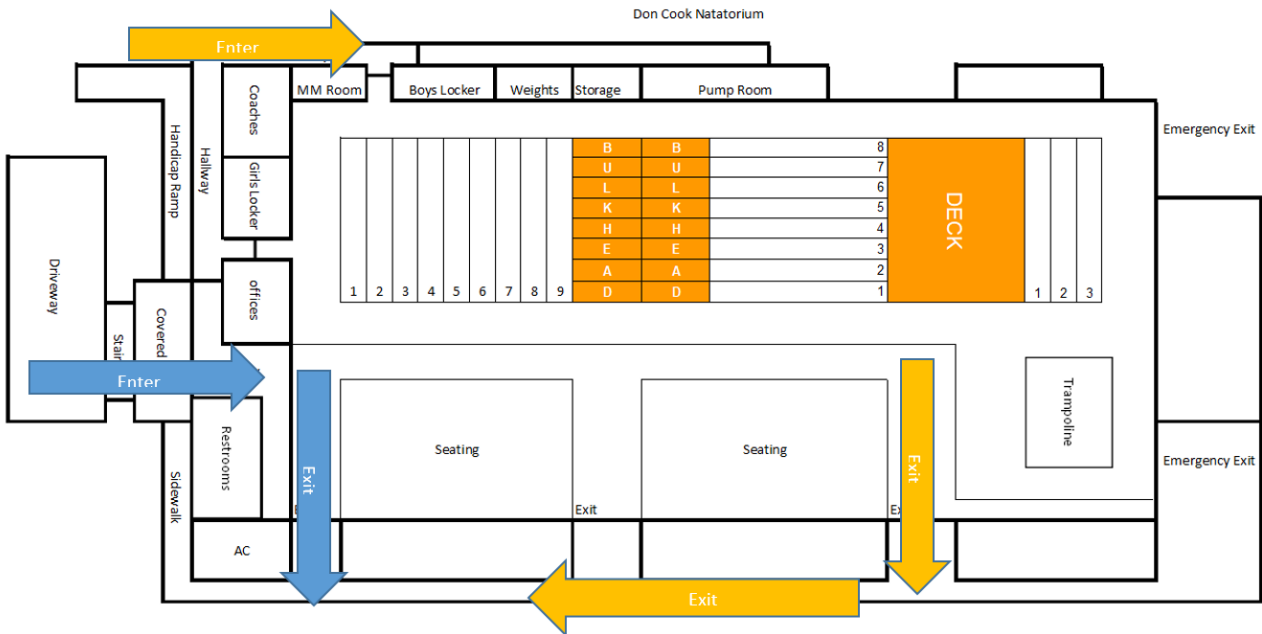 Don Cook Natatorium
Enter
MM Room
Boys Locker
Weights
Storage
Pump Room
Coaches
Hallway
Handicap Ramp
Girls Locker
offices
Driveway
Covered
Enter
Restrooms
Sidewalk
AC
1 2 3 4 5 6 7 8 9
B B 8
U U 7
L L 6
K K 5
H H 4
E E 3
A A 2
D D 1
DECK
1 2 3
Emergency Exit
Trampoline
Emergency Exit
Seating
Seating
Exit
Exit
Exit
Exit